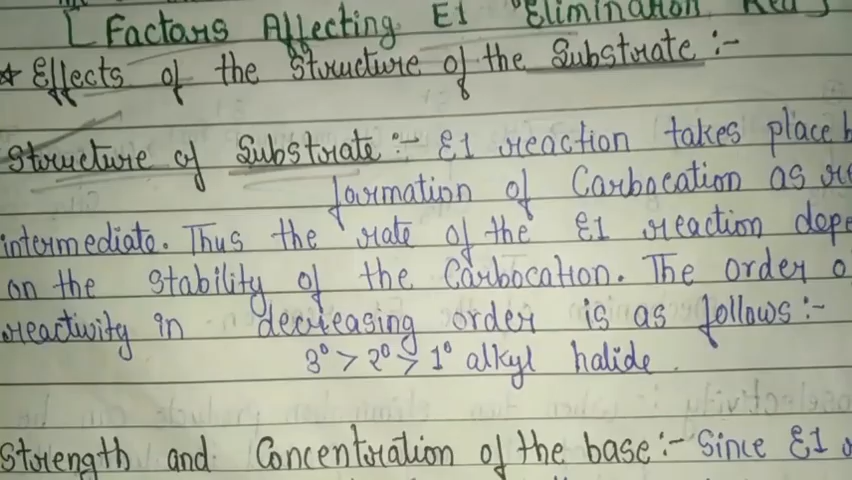 [ Factors Affecting E1 Elimination
* Effects of the Structure of the Substrate :-
Structure of Substrate :- E1 reaction takes place
formation of Carbocation as
intermediate. Thus the rate of the E1 reaction
on the stability of the Carbocation. The order
reactivity in decreasing order is as follows :-
3° > 2° > 1° alkyl halide.
Strength and Concentration of the base :- Since E1